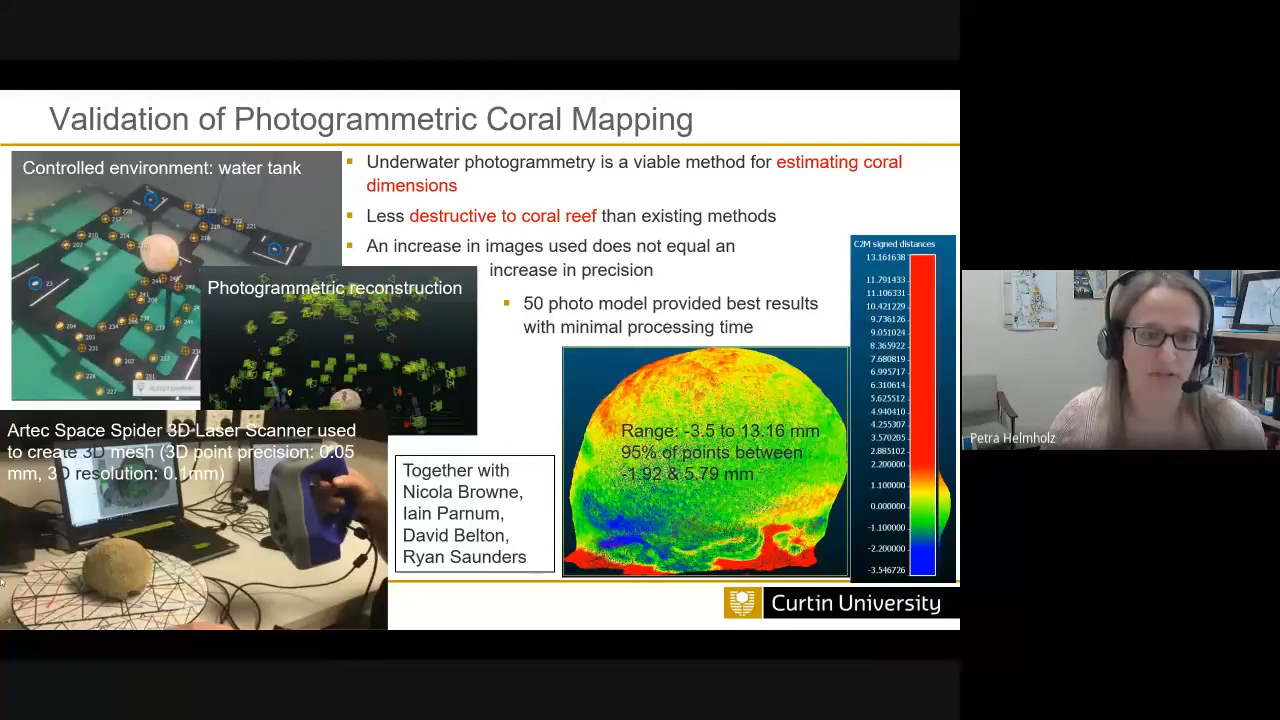 Validation of Photogrammetric Coral Mapping
Controlled environment: water tank
Underwater photogrammetry is a viable method for estimating coral
dimensions
Less destructive to coral reef than existing methods
An increase in images used does not equal an
increase in precision
50 photo model provided best results
with minimal processing time
Photogrammetric reconstruction
Artec Space Spider 3D Laser Scanner used
to create 3D mesh (3D point precision: 0.05
mm, 3D resolution: 0.1mm)
Together with
Nicola Browne,
Iain Parnum,
David Belton,
Ryan Saunders
Range: -3.5 to 13.16 mm
95% of points between
-1.92 & 5.79 mm
C2M signed distances
13.161638
11.791433
11.106331
10.421229
9.736126
9.051024
8.365922
7.680819
6.995717
6.310614
5.625512
4.940410
4.255307
3.570205
2.885102
2.200000
1.100000
0.000000
-1.100000
-2.200000
-3.546726
Curtin University
Petra Helmholz